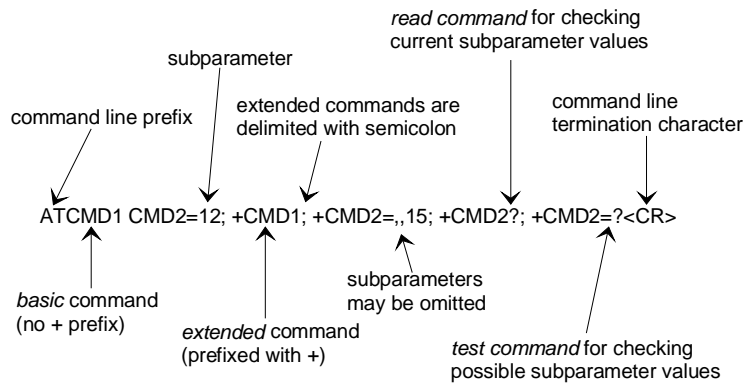 read command for checking
current subparameter values
subparameter
extended commands are
delimited with semicolon
command line
termination character
command line prefix
ATCMD1 CMD2=12; +CMD1; +CMD2=,,15; +CMD2?; +CMD2=?<CR>
basic command
(no + prefix)
extended command
(prefixed with +)
subparameters
may be omitted
test command for checking
possible subparameter values